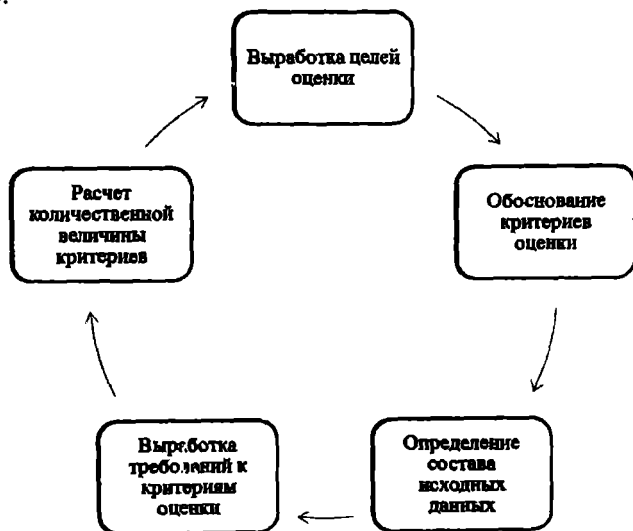 Выработка целей
оценки
Обоснование
критериев
оценки
Определение
состава
исходных
данных
Выработка
требований к
критериям
оценки
Расчет
количественной
величины
критериев